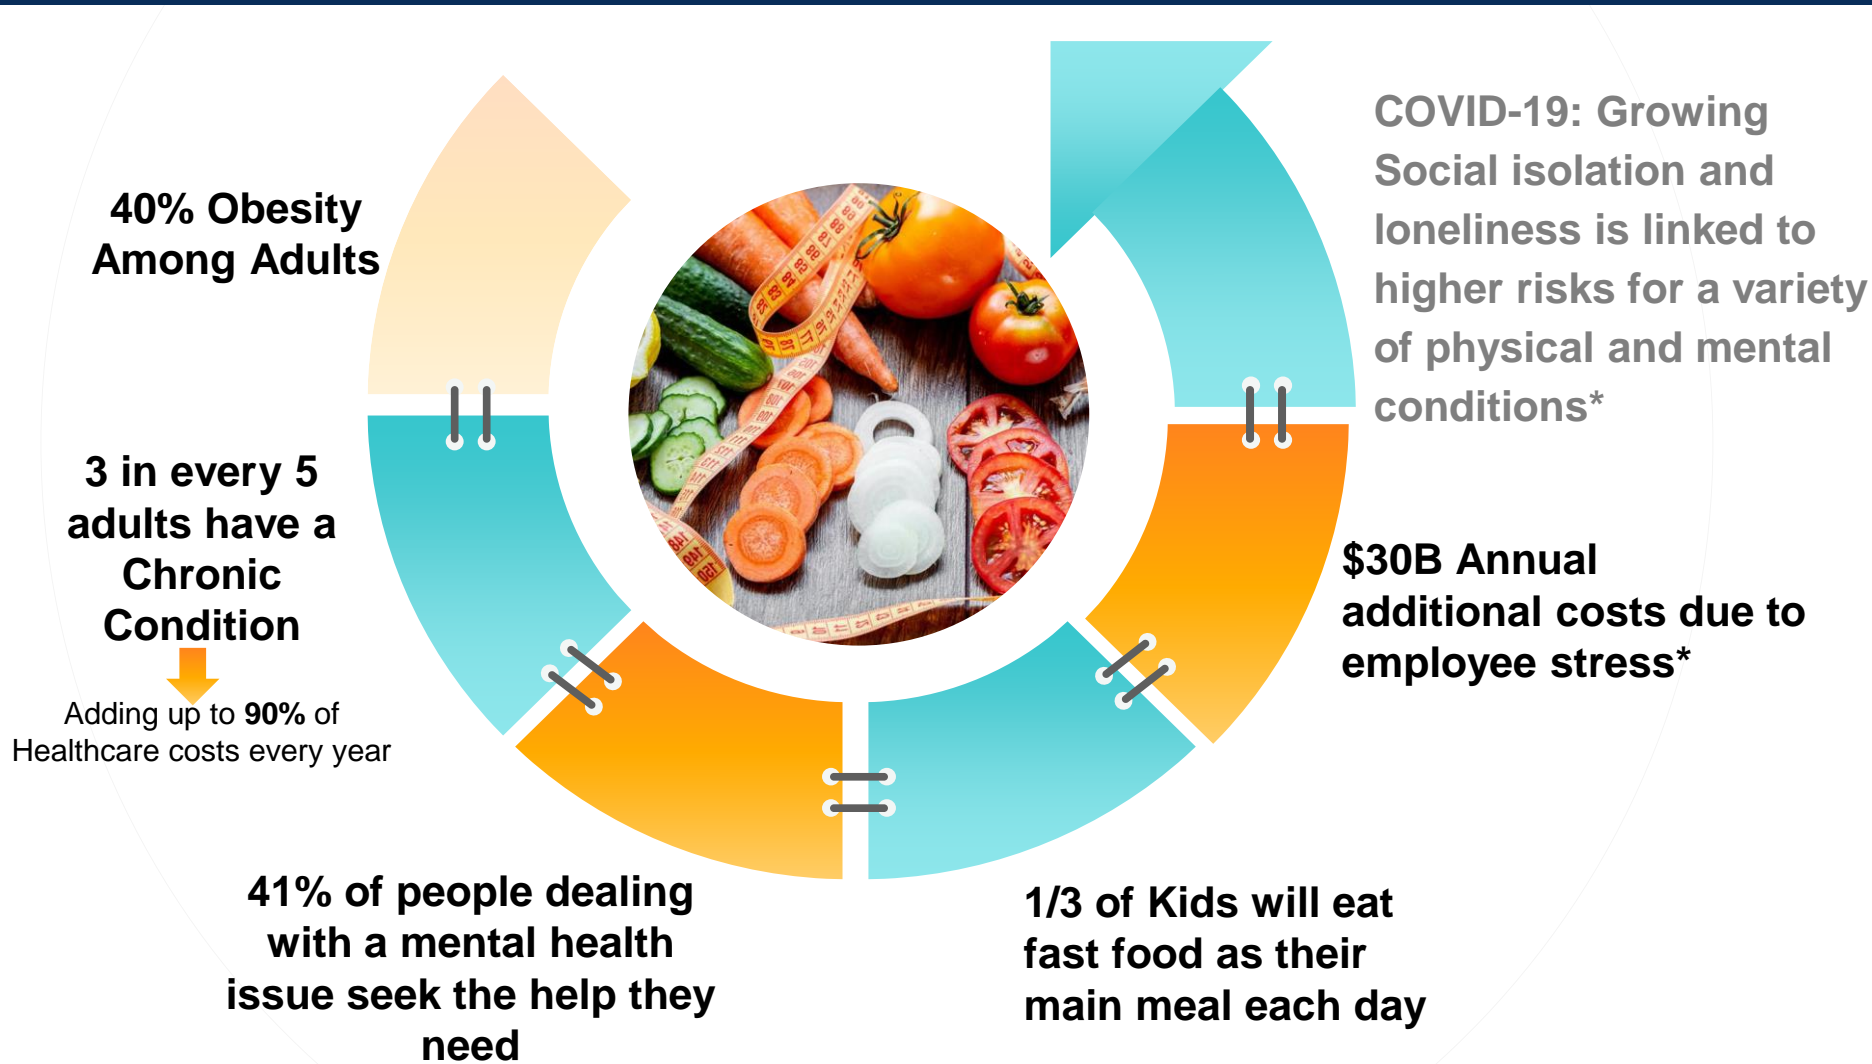 40% Obesity
Among Adults
3 in every 5
adults have a
Chronic
Condition
Adding up to 90% of
Healthcare costs every year
41% of people dealing
with a mental health
issue seek the help they
need
1/3 of Kids will eat
fast food as their
main meal each day
$30B Annual
additional costs due to
employee stress*
COVID-19: Growing
Social isolation and
loneliness is linked to
higher risks for a variety
of physical and mental
conditions*